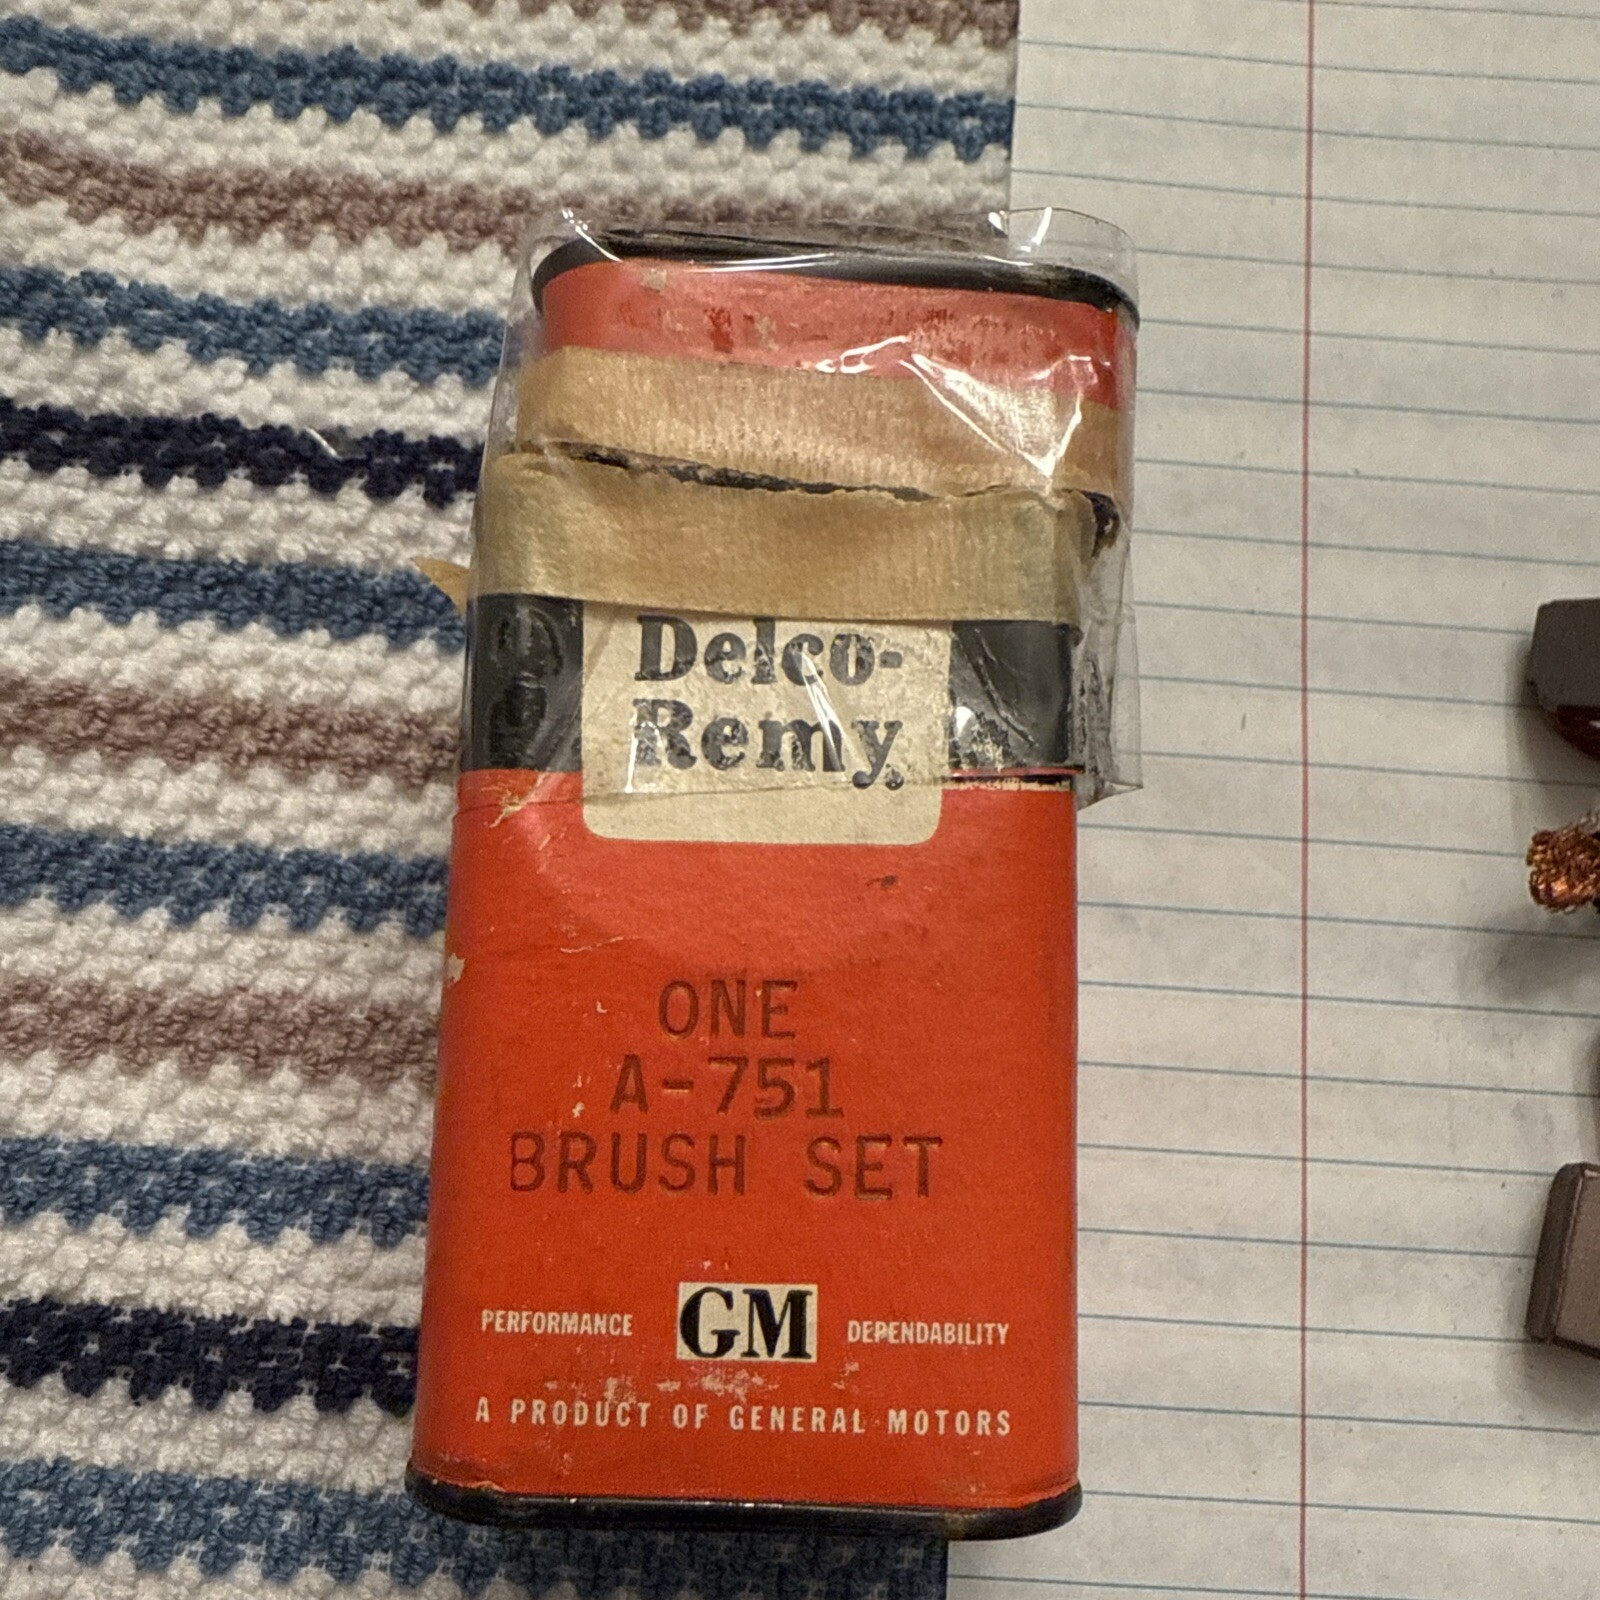 Delco-
Remy
ONE
A-751
BRUSH SET
PERFORMANCE GM DEPENDABILITY
A PRODUCT OF GENERAL MOTORS